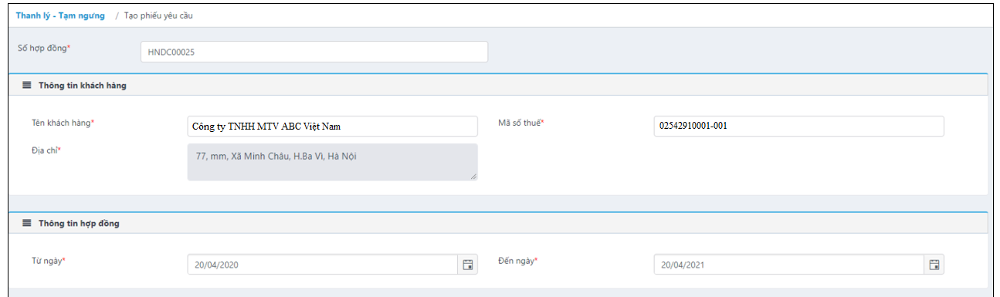 Thanh lý - Tạm ngưng / Tạo phiếu yêu cầu
Số hợp đồng* HNDC00025
Thông tin khách hàng
Tên khách hàng* Công ty TNHH MTV ABC Việt Nam Mã số thuế* 02542910001-001
Địa chỉ* 77, mm, Xã Minh Châu, H.Ba Vì, Hà Nội
Thông tin hợp đồng
Từ ngày* 20/04/2020 Đến ngày* 20/04/2021